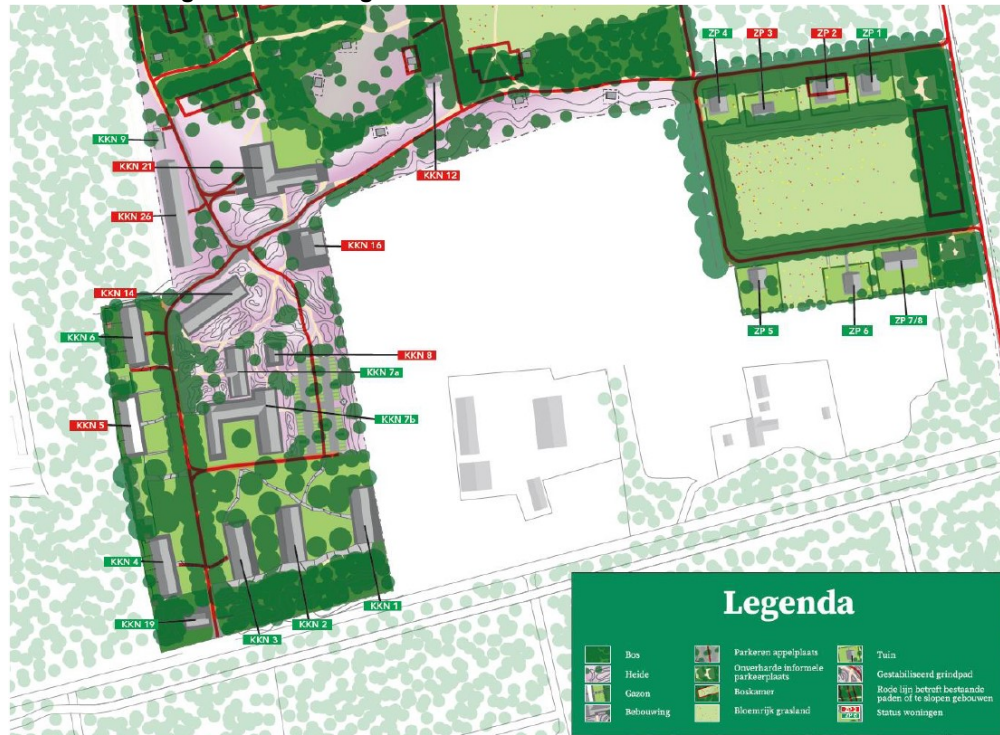 ZP 4
ZP 3
ZP 2
ZP 1
KKN 9
KKN 21
KKN 12
KKN 26
KKN 16
KKN 14
KKN 6
KKN 8
KKN 7a
KKN 5
KKN 7b
ZP 5
ZP 6
ZP 7/8
KKN 4
KKN 19
KKN 3
KKN 2
KKN 1
Legenda
Bos
Heide
Gazon
Bebouwing
Parkeren appelplaats
Onverharde informele
parkeerplaats
Boskamer
Bloemrijk grasland
Tuin
Gestabiliseerd grindpad
Rode lijn betreft bestaande
paden of te slopen gebouwen
Status woningen